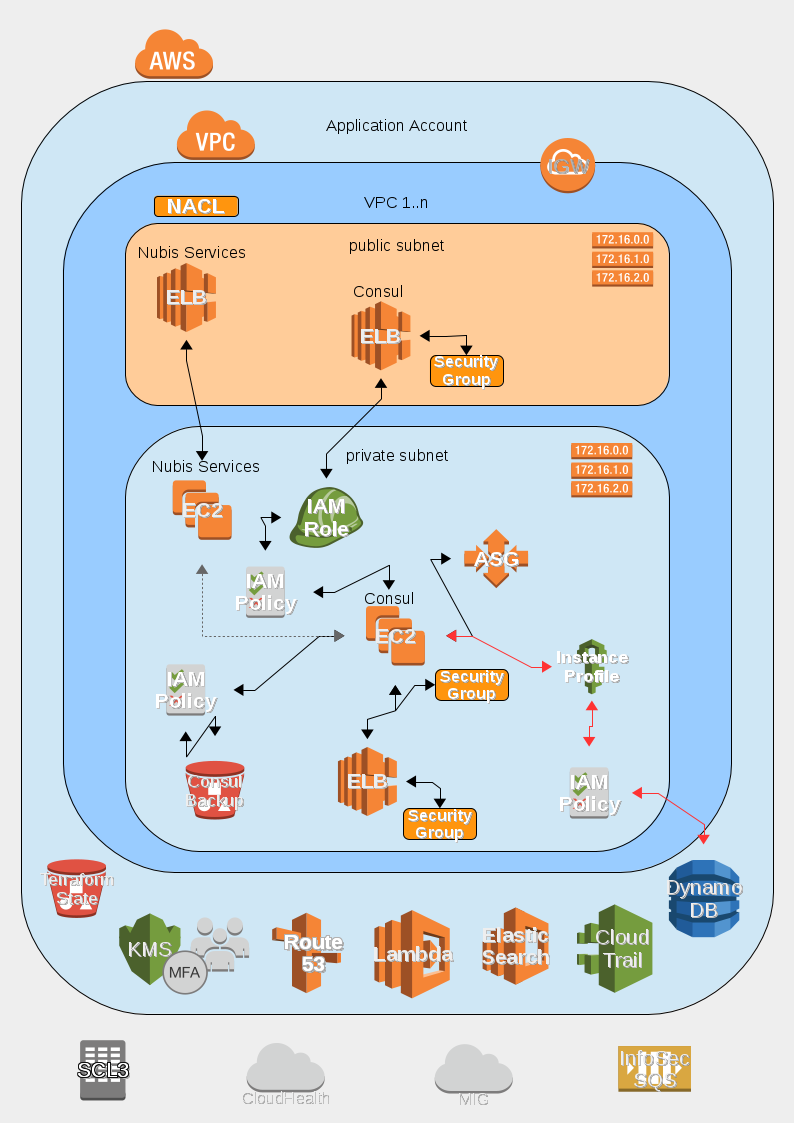 AWS
Application Account
VPC
IGW
NACL
VPC 1..n
public subnet
172.16.0.0
172.16.1.0
172.16.2.0
Nubis Services
ELB
Consul
ELB
Security
Group
private subnet
172.16.0.0
172.16.1.0
172.16.2.0
Nubis Services
EC2
IAM
Role
ASG
IAM
Policy
Consul
EC2
Instance
Profile
IAM
Policy
Security
Group
Consul
Backup
ELB
IAM
Policy
Security
Group
Terraform
State
Dynamo
DB
KMS
MFA
Route
53
Lambda
Elastic
Search
Cloud
Trail
SCL3
CloudHealth
MIG
InfoSec
SQS